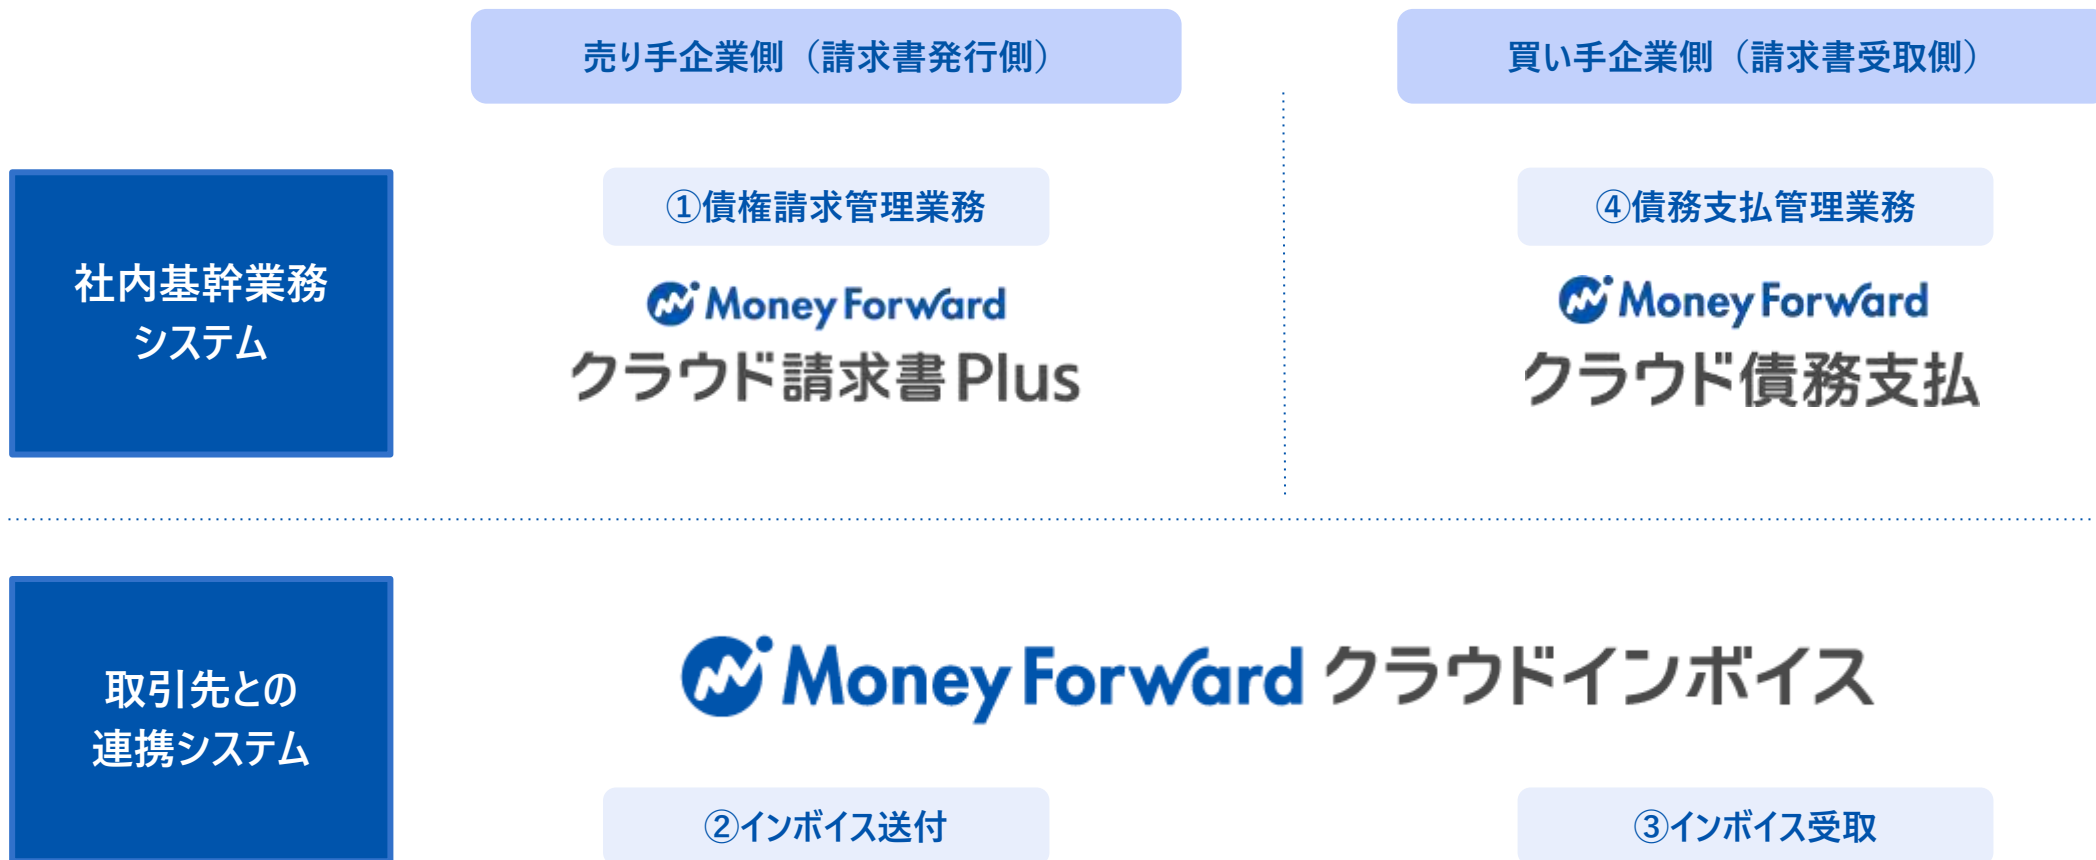 売り手企業側（請求書発行側）
買い手企業側（請求書受取側）
社内基幹業務
システム
①債権請求管理業務
Money Forward
クラウド請求書Plus
④債務支払管理業務
Money Forward
クラウド債務支払
取引先との
連携システム
Money Forward クラウドインボイス
②インボイス送付
③インボイス受取